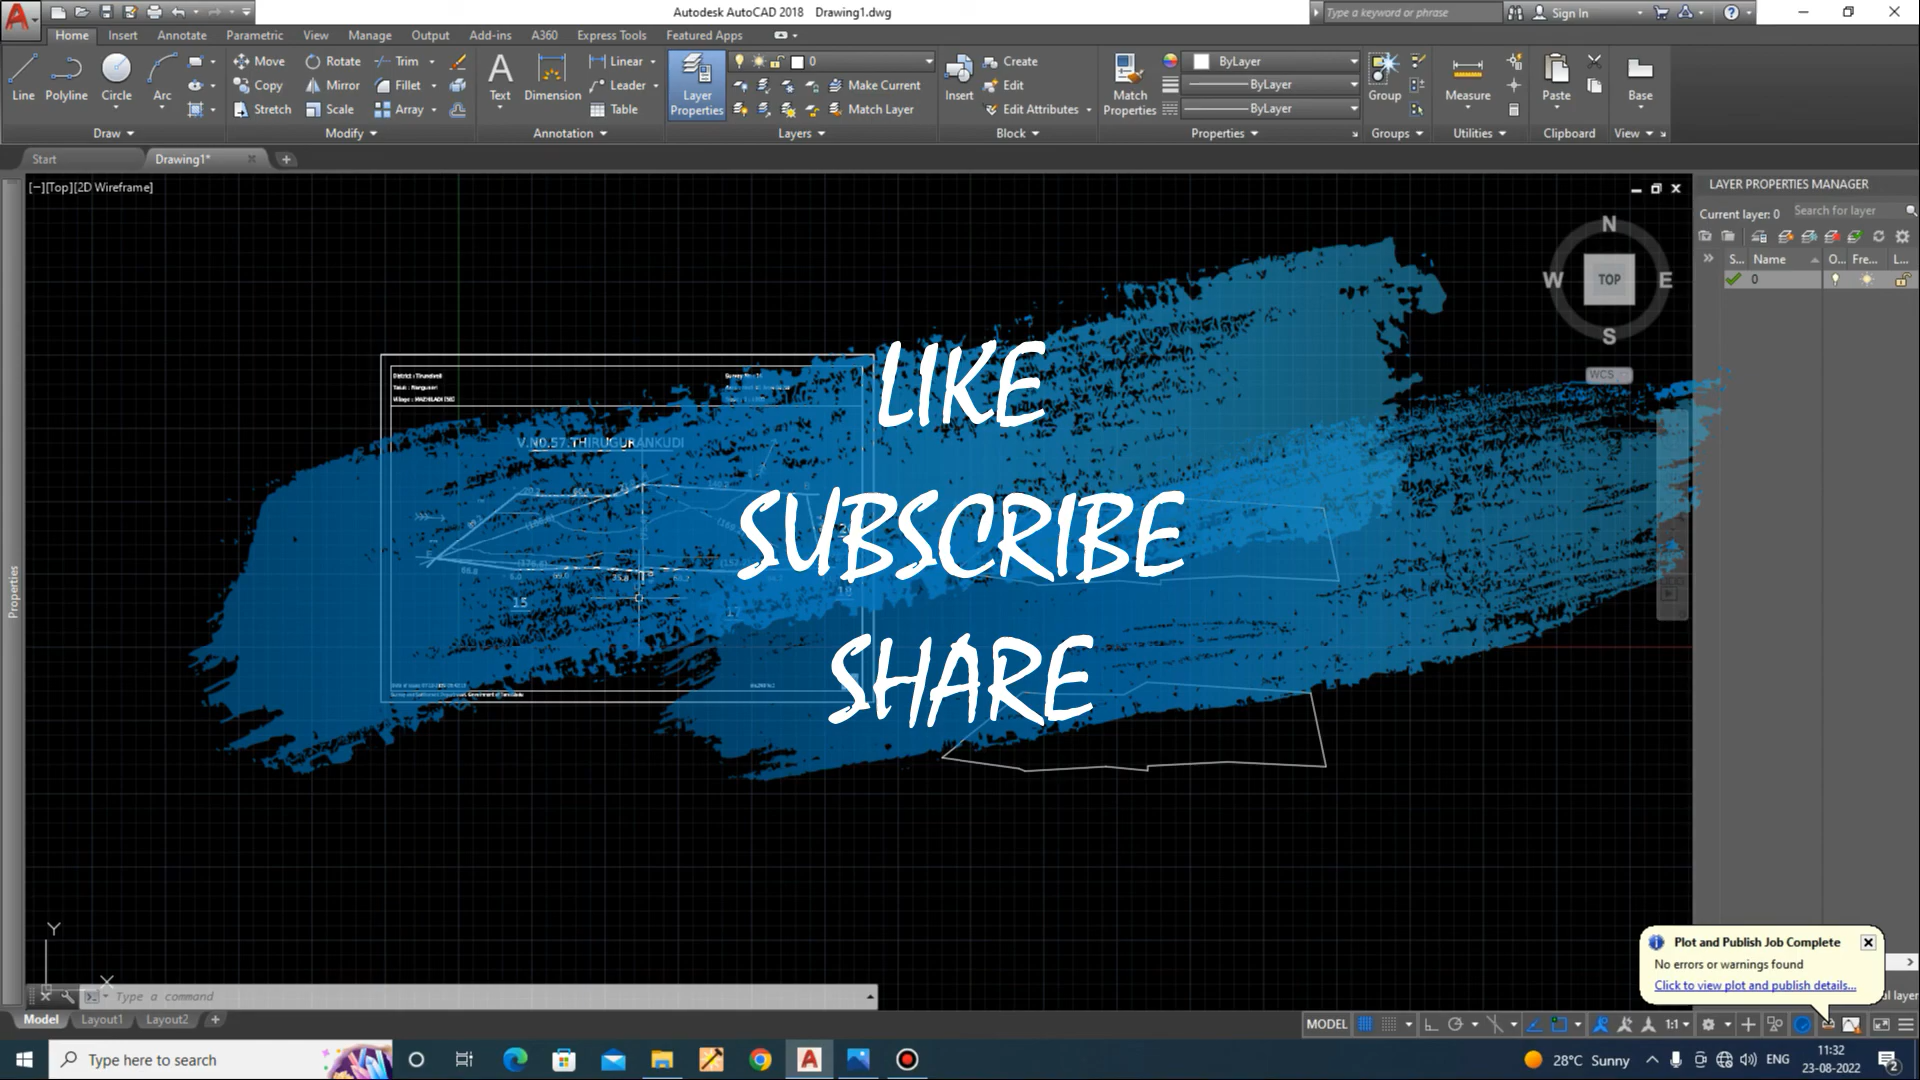 Autodesk AutoCAD 2018 Drawing1.dwg
Type a keyword or phrase
Sign In
Home Insert Annotate Parametric View Manage Output Add-ins A360 Express Tools Featured Apps
Line Polyline Circle Arc
Move Rotate Trim
Copy Mirror Fillet
Stretch Scale Array
Text Dimension
Linear
Leader
Table
Layer Properties
0
Make Current
Match Layer
Insert
Create
Edit
Edit Attributes
Match Properties
ByLayer
ByLayer
ByLayer
Group Measure Paste Base
Draw Modify Annotation Layers Block Properties Groups Utilities Clipboard View
Start Drawing1*
[−][Top][2D Wireframe]
LAYER PROPERTIES MANAGER
Current layer: 0
Search for layer
S... Name O... Fre... L...
0
N
W TOP E
S
WCS
Properties
V.N0.57.THIRUGURANKUDI
15
18
17
LIKE
SUBSCRIBE
SHARE
Y
X
Plot and Publish Job Complete
No errors or warnings found
Click to view plot and publish details...
Type a command
Model Layout1 Layout2
MODEL
1:1
Type here to search
28°C Sunny
ENG
11:32
23-08-2022
2